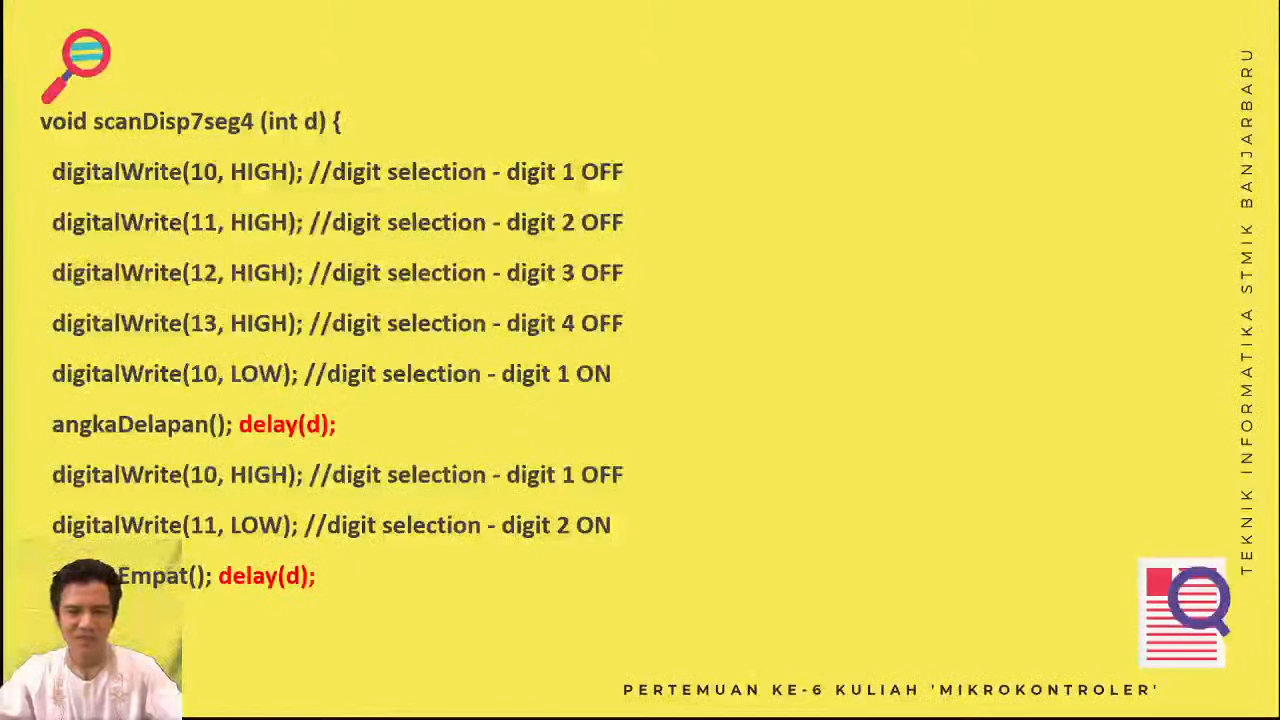 void scanDisp7seg4 (int d) {
digitalWrite(10, HIGH); //digit selection - digit 1 OFF
digitalWrite(11, HIGH); //digit selection - digit 2 OFF
digitalWrite(12, HIGH); //digit selection - digit 3 OFF
digitalWrite(13, HIGH); //digit selection - digit 4 OFF
digitalWrite(10, LOW); //digit selection - digit 1 ON
angkaDelapan(); delay(d);
digitalWrite(10, HIGH); //digit selection - digit 1 OFF
digitalWrite(11, LOW); //digit selection - digit 2 ON
Empat(); delay(d);
TEKNIK INFORMATIKA STMIK BANJARBARU
PERTEMUAN KE-6 KULIAH 'MIKROKONTROLER'